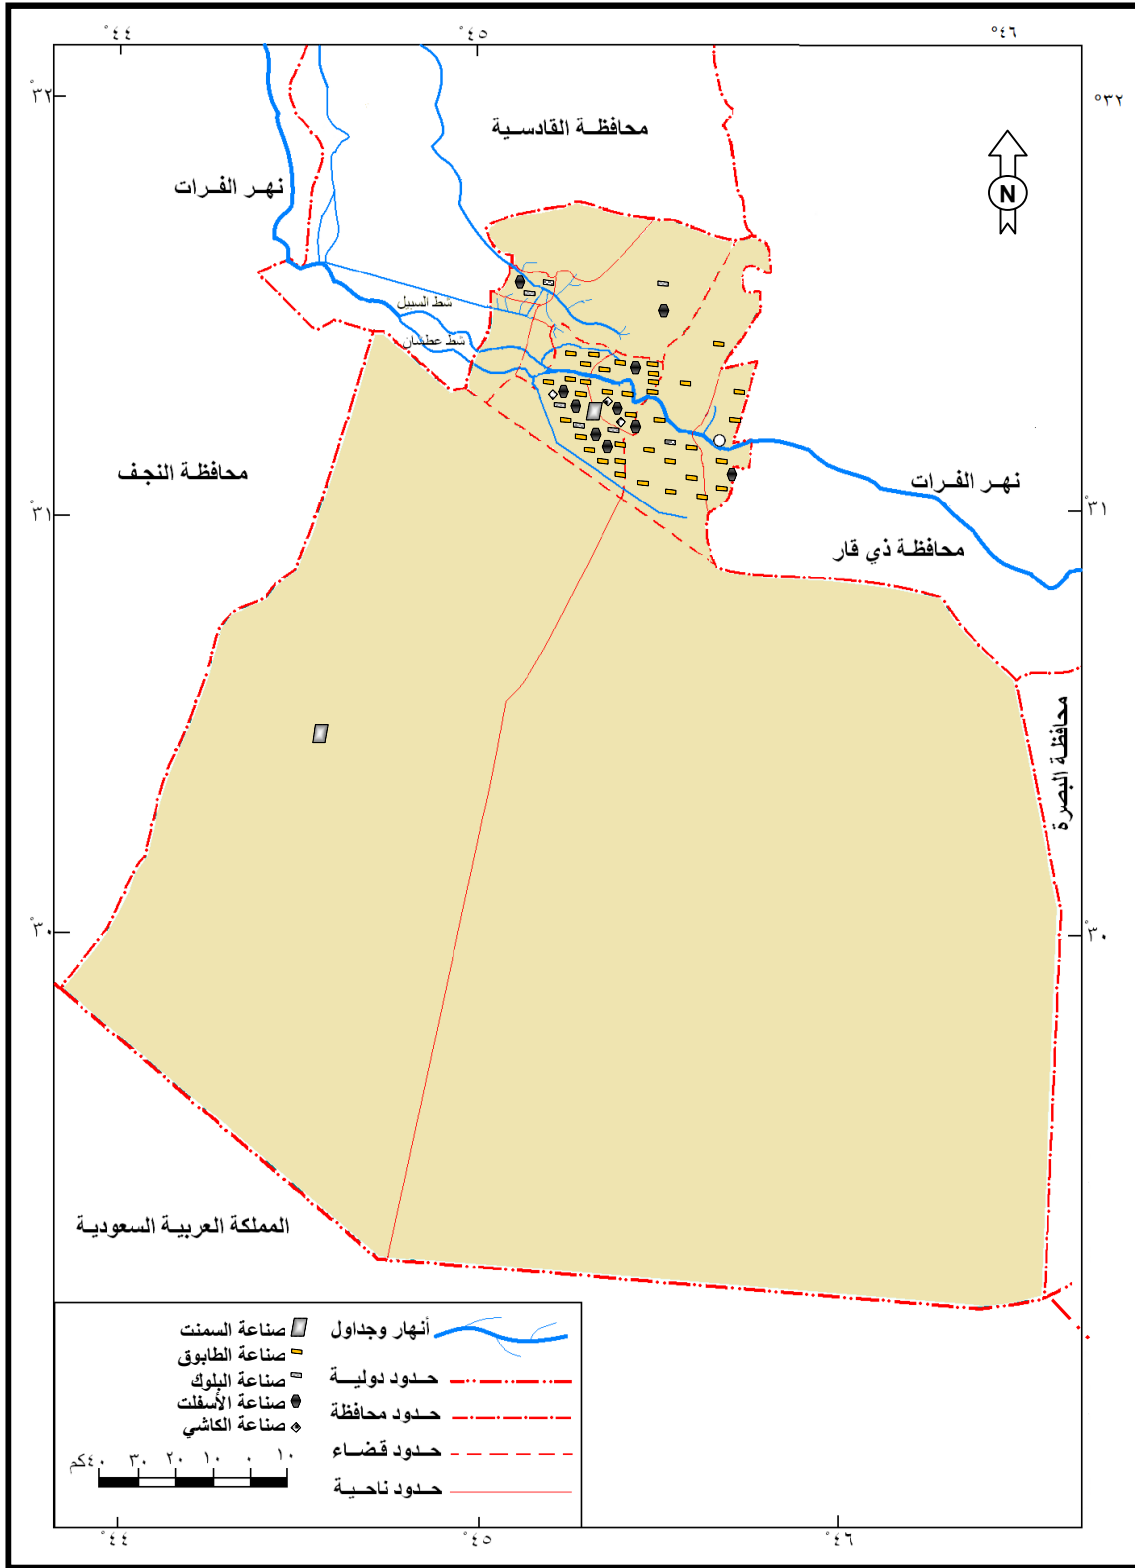 °٤٤
°٤٥
°٤٦
°٣٢
°٣٢
محافظة القادسية
N
نهر الفرات
شط السبيل
شط عطشان
محافظة النجف
نهر الفرات
°٣١
°٣١
محافظة ذي قار
محافظة البصرة
°٣٠
°٣٠
المملكة العربية السعودية
أنهار وجداول
حدود دولية
حدود محافظة
حدود قضاء
حدود ناحية
صناعة السمنت
صناعة الطابوق
صناعة البلوك
صناعة الأسفلت
صناعة الكاشي
١٠ ٠ ١٠ ٢٠ ٣٠ ٤٠كم
°٤٤
°٤٥
°٤٦